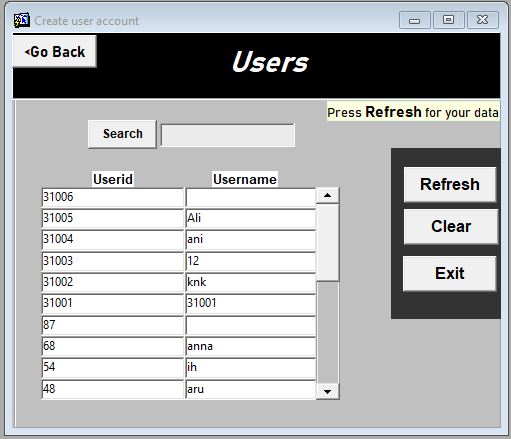 Create user account
<Go Back
Users
Press Refresh for your data
Search
Userid Username
31006
31005 Ali
31004 ani
31003 12
31002 knk
31001 31001
87
68 anna
54 ih
48 aru
Refresh
Clear
Exit